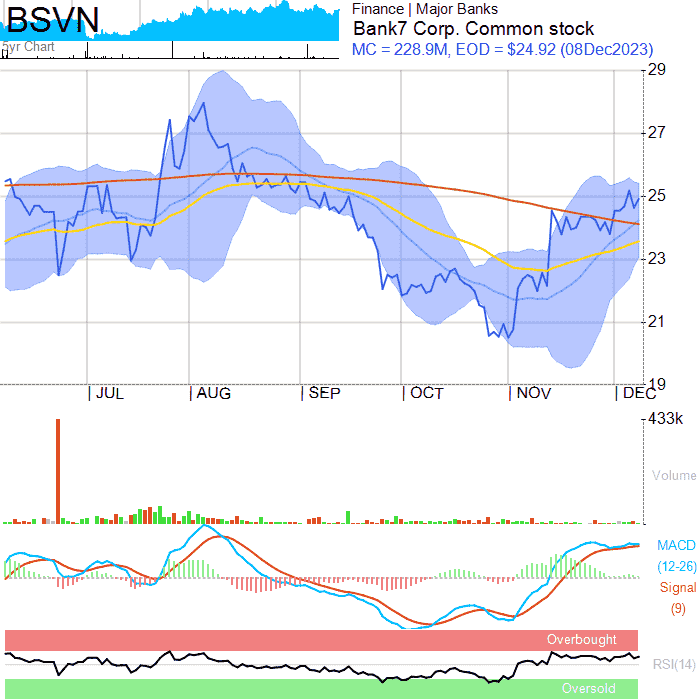 BSVN
5yr Chart
Finance | Major Banks
Bank7 Corp. Common stock
MC = 228.9M, EOD = $24.92 (08Dec2023)
29
27
25
23
21
19
JUL
AUG
SEP
OCT
NOV
DEC
433k
Volume
MACD
(12-26)
Signal
(9)
Overbought
RSI(14)
Oversold